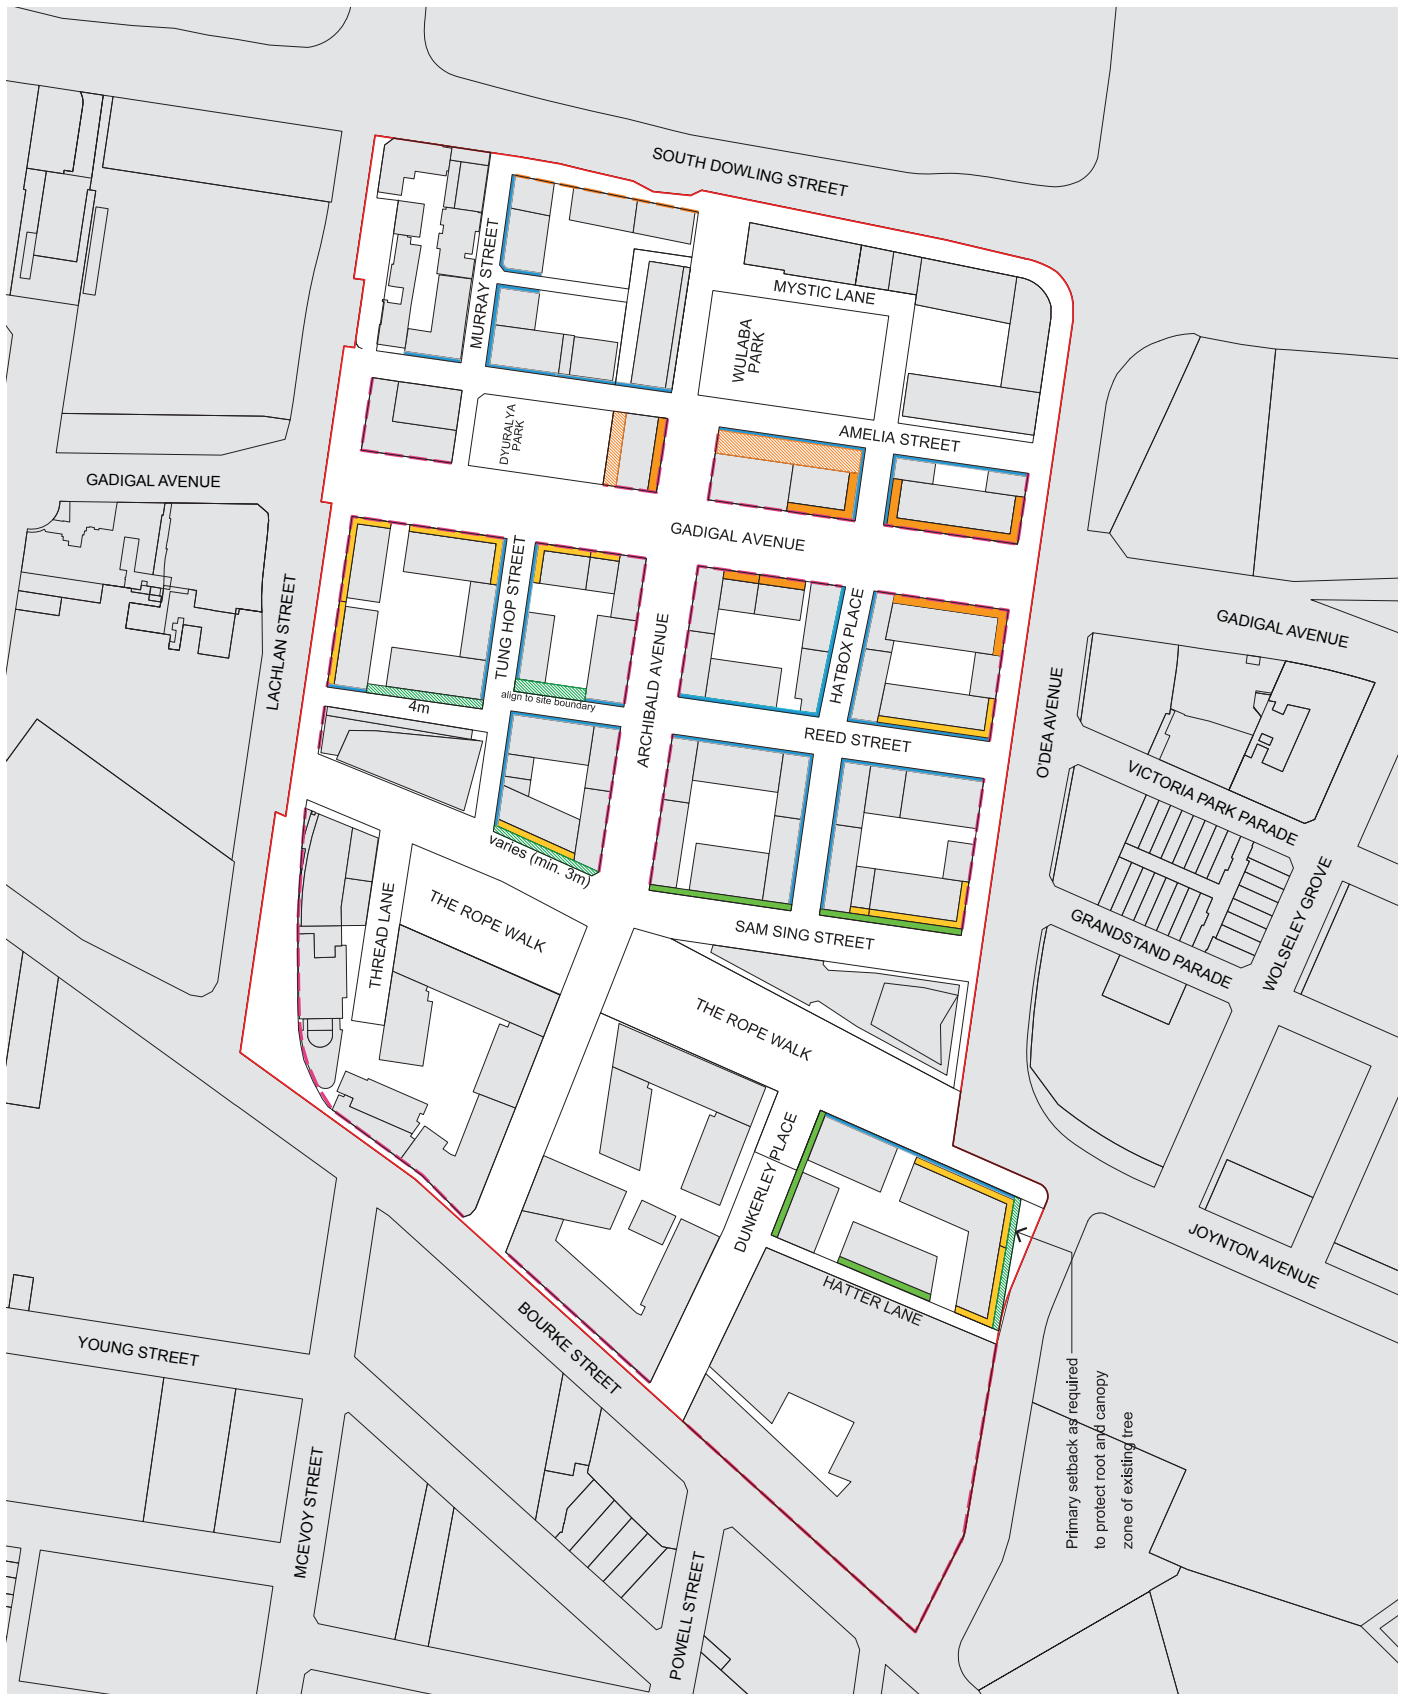 SOUTH DOWLING STREET
MURRAY STREET
MYSTIC LANE
WULABA
PARK
DYURALYA
PARK
AMELIA STREET
GADIGAL AVENUE
GADIGAL AVENUE
GADIGAL AVENUE
LACHLAN STREET
TUNG HOP STREET
HATBOX PLACE
ARCHIBALD AVENUE
align to site boundary
4m
REED STREET
O'DEA AVENUE
VICTORIA PARK PARADE
varies (min. 3m)
THREAD LANE
THE ROPE WALK
SAM SING STREET
GRANDSTAND PARADE
WOLSELEY GROVE
THE ROPE WALK
DUNKERLEY PLACE
HATTER LANE
JOYNTON AVENUE
BOURKE STREET
YOUNG STREET
MCEVOY STREET
POWELL STREET
Primary setback as required
to protect root and canopy
zone of existing tree